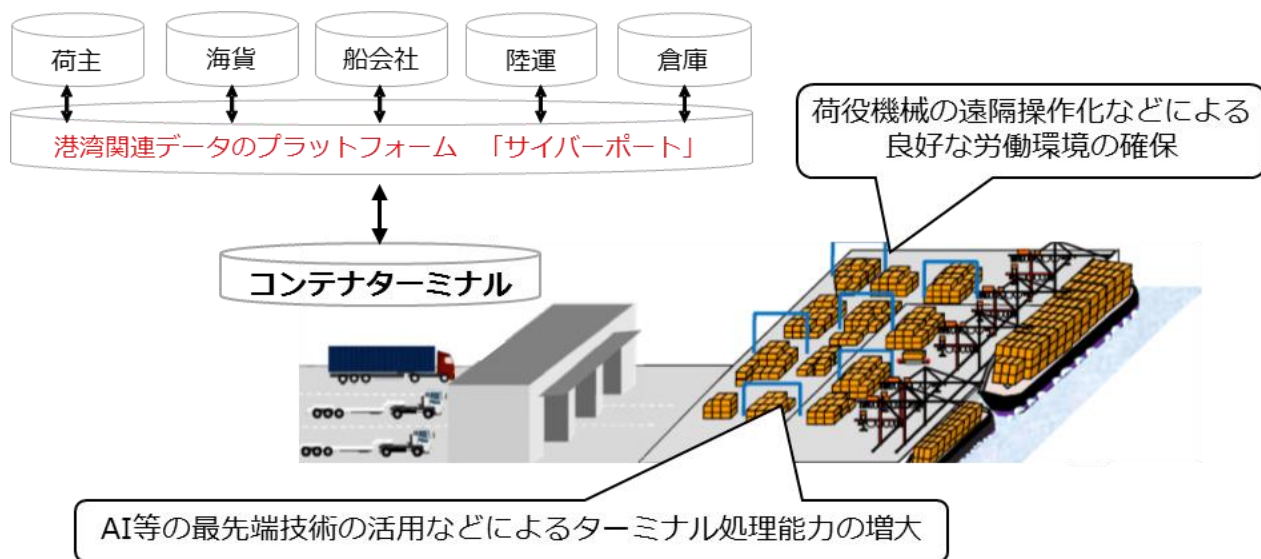 荷主
海貨
船会社
陸運
倉庫
港湾関連データのプラットフォーム 「サイバーポート」
荷役機械の遠隔操作化などによる
良好な労働環境の確保
コンテナターミナル
AI等の最先端技術の活用などによるターミナル処理能力の増大